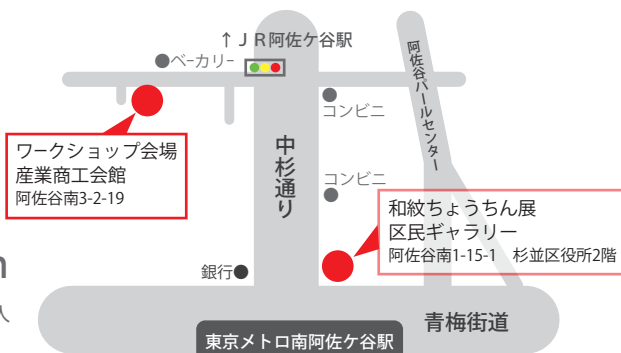 ↑ＪＲ阿佐ケ谷駅
●ベーカリー
コンビニ
阿佐谷パールセンター
ワークショップ会場
産業商工会館
阿佐谷南3-2-19
中杉通り
コンビニ
和紋ちょうちん展
区民ギャラリー
阿佐谷南1-15-1　杉並区役所2階
銀行●
青梅街道
東京メトロ南阿佐ケ谷駅